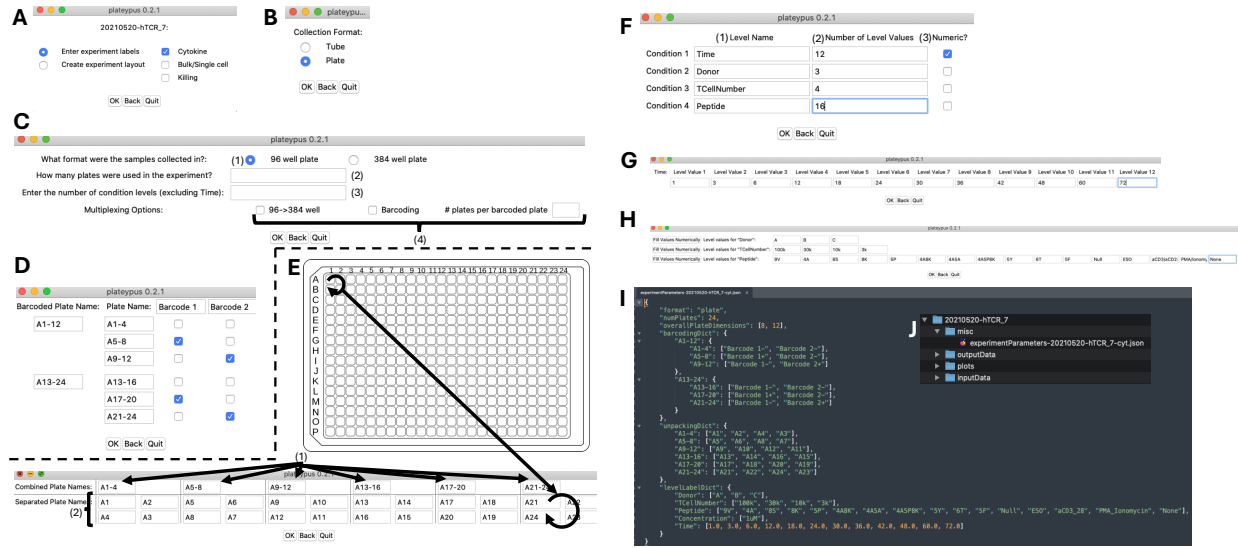 A
plateypus 0.2.1
20210520-hTCR_7:
Enter experiment labels
Cytokine
Create experiment layout
Bulk/Single cell
Killing
OK Back Quit
B
plateypu...
Collection Format:
Tube
Plate
OK Back Quit
C
plateypus 0.2.1
What format were the samples collected in?: (1) 96 well plate 384 well plate
How many plates were used in the experiment? (2)
Enter the number of condition levels (excluding Time): (3)
Multiplexing Options: 96->384 well Barcoding # plates per barcoded plate
(4)
OK Back Quit
D
plateypus 0.2.1
Barcoded Plate Name: Plate Name: Barcode 1 Barcode 2
A1-12 A1-4
A5-8
A9-12
A13-24 A13-16
A17-20
A21-24
OK Back Quit
E
1 2 3 4 5 6 7 8 9 10 11 12 13 14 15 16 17 18 19 20 21 22 23 24
A
B
C
D
E
F
G
H
I
J
K
L
M
N
O
P
(1)
plateypus 0.2.1
Combined Plate Names: A1-4 A5-8 A9-12 A13-16 A17-20
Separated Plate Names: A1 A2 A5 A6 A9 A10 A13 A14 A17 A18 A21
(2) A4 A3 A8 A7 A12 A11 A16 A15 A20 A19 A24
OK Back Quit
F
plateypus 0.2.1
(1) Level Name (2) Number of Level Values (3) Numeric?
Condition 1 Time 12
Condition 2 Donor 3
Condition 3 TCellNumber 4
Condition 4 Peptide 16
OK Back Quit
G
plateypus 0.2.1
Time: Level Value 1 Level Value 2 Level Value 3 Level Value 4 Level Value 5 Level Value 6 Level Value 7 Level Value 8 Level Value 9 Level Value 10 Level Value 11 Level Value 12
1 3 6 12 18 24 30 36 42 48 60 72
OK Back Quit
H
plateypus 0.2.1
Fill Values Numerically Level values for "Donor": A B C
Fill Values Numerically Level values for "TCellNumber": 100k 30k 10k 3k
Fill Values Numerically Level values for "Peptide": 9V 4A 8S 8K 5P 4A8K 4A5A 4A5P8K 5Y 6T 5F Null ESO None
OK Back Quit
I
experimentParameters-20210520-hTCR_7-cyt.json ×
{
"format": "plate",
"numPlates": 24,
"overallPlateDimensions": [8, 12],
"barcodingDict": {
"A1-12": {
"A1-4": ["Barcode 1-", "Barcode 2-"],
"A5-8": ["Barcode 1+", "Barcode 2-"],
"A9-12": ["Barcode 1-", "Barcode 2+"]
},
"A13-24": {
"A13-16": ["Barcode 1-", "Barcode 2-"],
"A17-20": ["Barcode 1+", "Barcode 2-"],
"A21-24": ["Barcode 1-", "Barcode 2+"]
}
},
"unpackingDict": {
"A1-4": ["A1", "A2", "A4", "A3"],
"A5-8": ["A5", "A6", "A8", "A7"],
"A9-12": ["A9", "A10", "A12", "A11"],
"A13-16": ["A13", "A14", "A16", "A15"],
"A17-20": ["A17", "A18", "A20", "A19"],
"A21-24": ["A21", "A22", "A24", "A23"]
},
"levelLabelDict": {
"Donor": ["A", "B", "C"],
"TCellNumber": ["100k", "30k", "10k", "3k"],
"Peptide": ["9V", "4A", "8S", "8K", "5P", "4A8K", "4A5A", "4A5P8K", "5Y", "6T", "5F", "Null", "ESO", "aCD3_28", "PMA_Ionomycin", "None"],
"Concentration": ["1uM"],
"Time": [1.0, 3.0, 6.0, 12.0, 18.0, 24.0, 30.0, 36.0, 42.0, 48.0, 60.0, 72.0]
}
}
J
20210520-hTCR_7
misc
experimentParameters-20210520-hTCR_7-cyt.json
outputData
plots
inputData